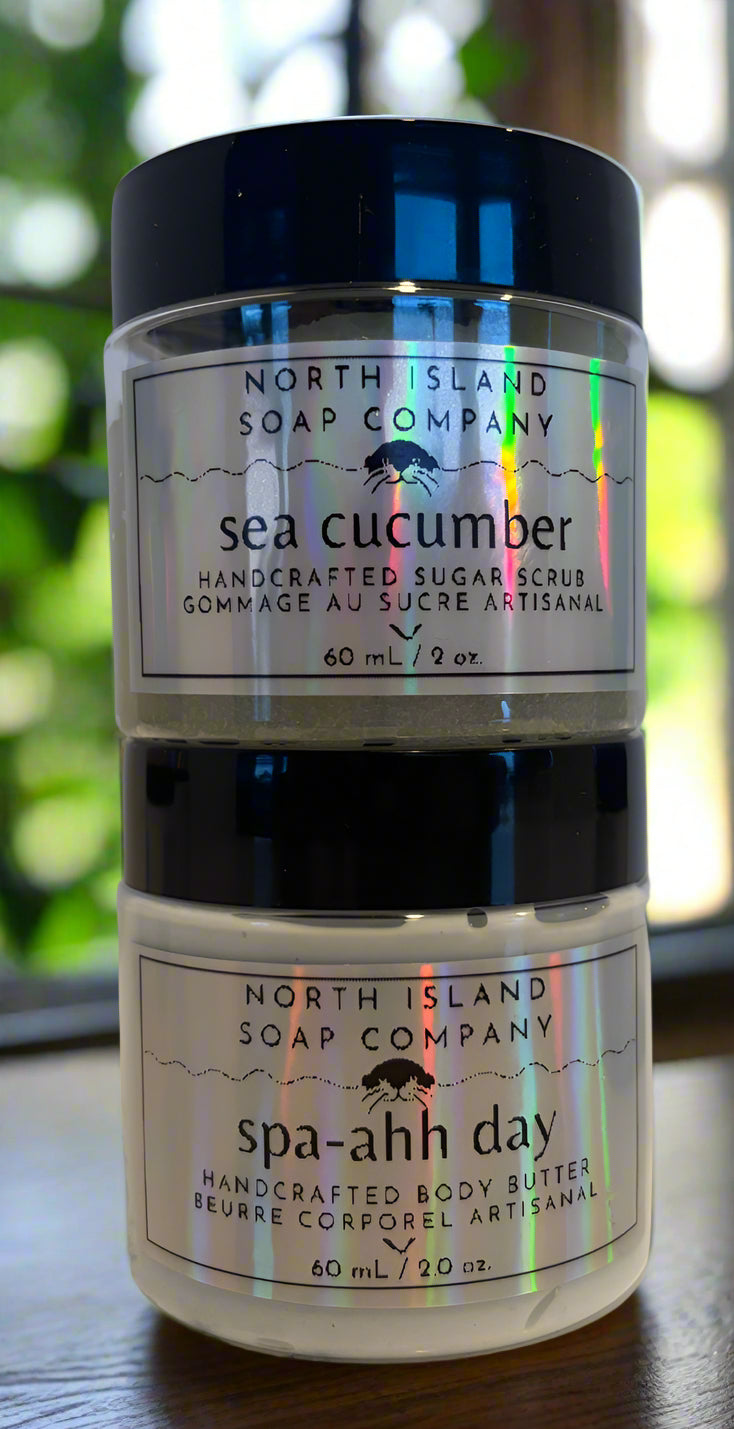 NORTH ISLAND
SOAP COMPANY
sea cucumber
HANDCRAFTED SUGAR SCRUB
GOMMAGE AU SUCRE ARTISANAL
60 mL / 2 oz.
NORTH ISLAND
SOAP COMPANY
spa-ahh day
HANDCRAFTED BODY BUTTER
BEURRE CORPOREL ARTISANAL
60 mL / 2.0 oz.